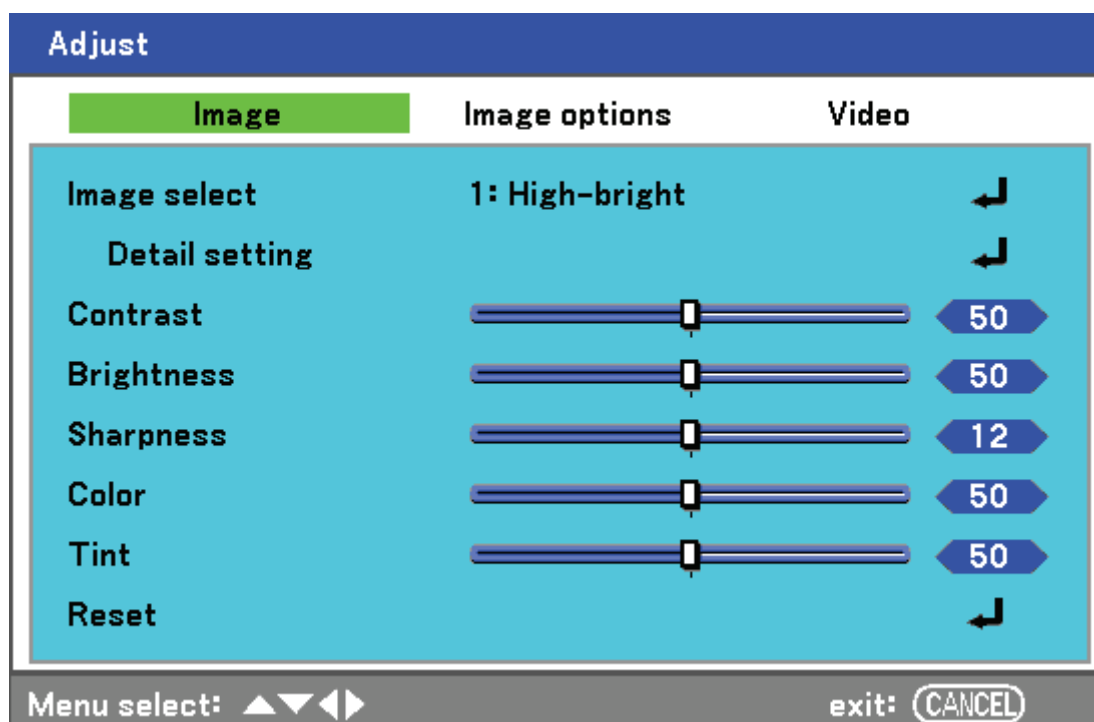 Adjust
Image Image options Video
Image select 1: High-bright
Detail setting
Contrast 50
Brightness 50
Sharpness 12
Color 50
Tint 50
Reset
Menu select: ▲▼◀▶ exit: CANCEL